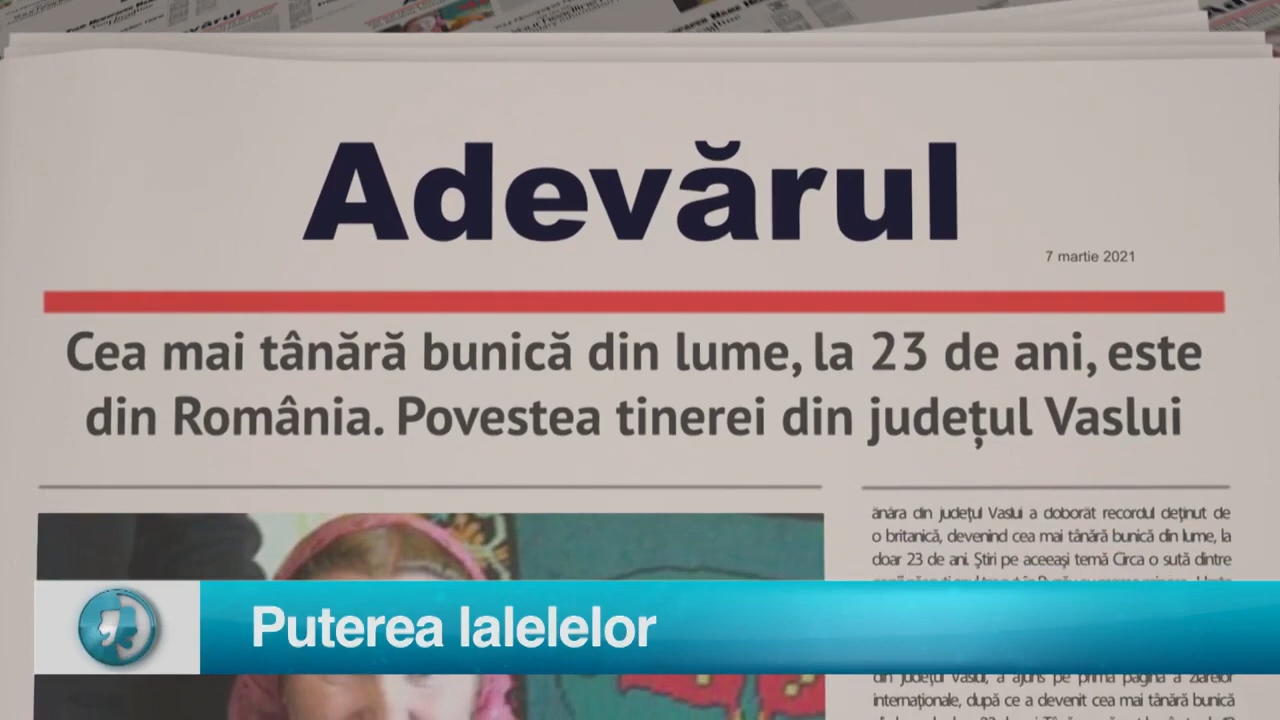 Adevărul
7 martie 2021
Cea mai tânără bunică din lume, la 23 de ani, este
din România. Povestea tinerei din județul Vaslui
ănăra din județul Vaslui a doborât recordul deținut de
o britanică, devenind cea mai tânără bunică din lume, la
doar 23 de ani. Știri pe aceeași temă Circa o sută dintre
Puterea lalelelor
din județul Vaslui, a ajuns pe prima pagină a ziarelor
internaționale, după ce a devenit cea mai tânără bunică